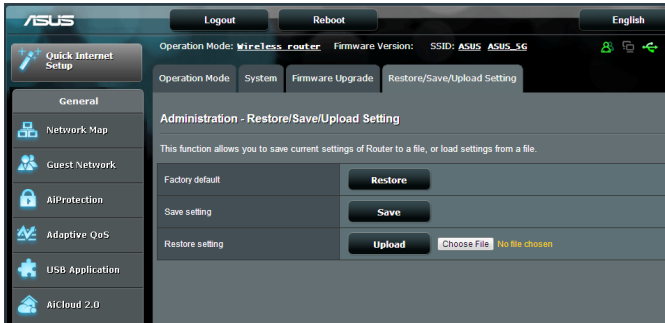 ASUS
Logout Reboot English
Quick Internet
Setup
Operation Mode: Wireless router Firmware Version: SSID: ASUS ASUS_5G
Operation Mode System Firmware Upgrade Restore/Save/Upload Setting
General
Network Map
Guest Network
AiProtection
Adaptive QoS
USB Application
AiCloud 2.0
Administration - Restore/Save/Upload Setting
This function allows you to save current settings of Router to a file, or load settings from a file.
Factory default Restore
Save setting Save
Restore setting Upload Choose File No file chosen